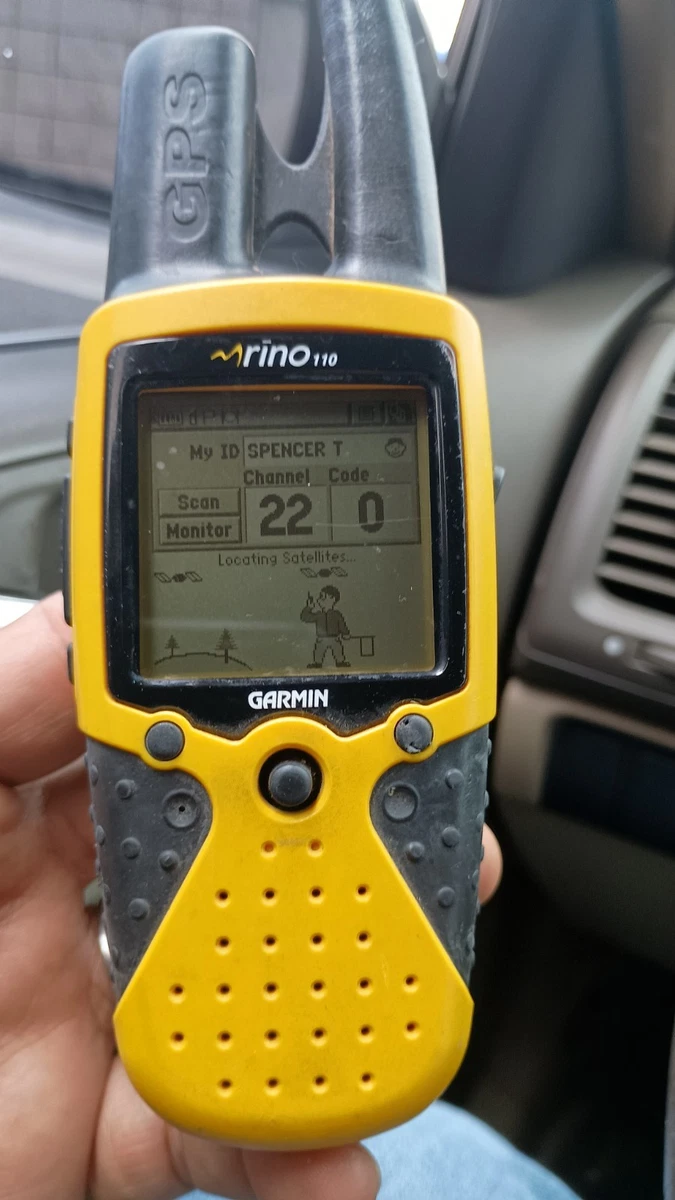 GPS
rino 110
My ID SPENCER T
Channel Code
Scan
22 0
Monitor
Locating Satellites...
GARMIN